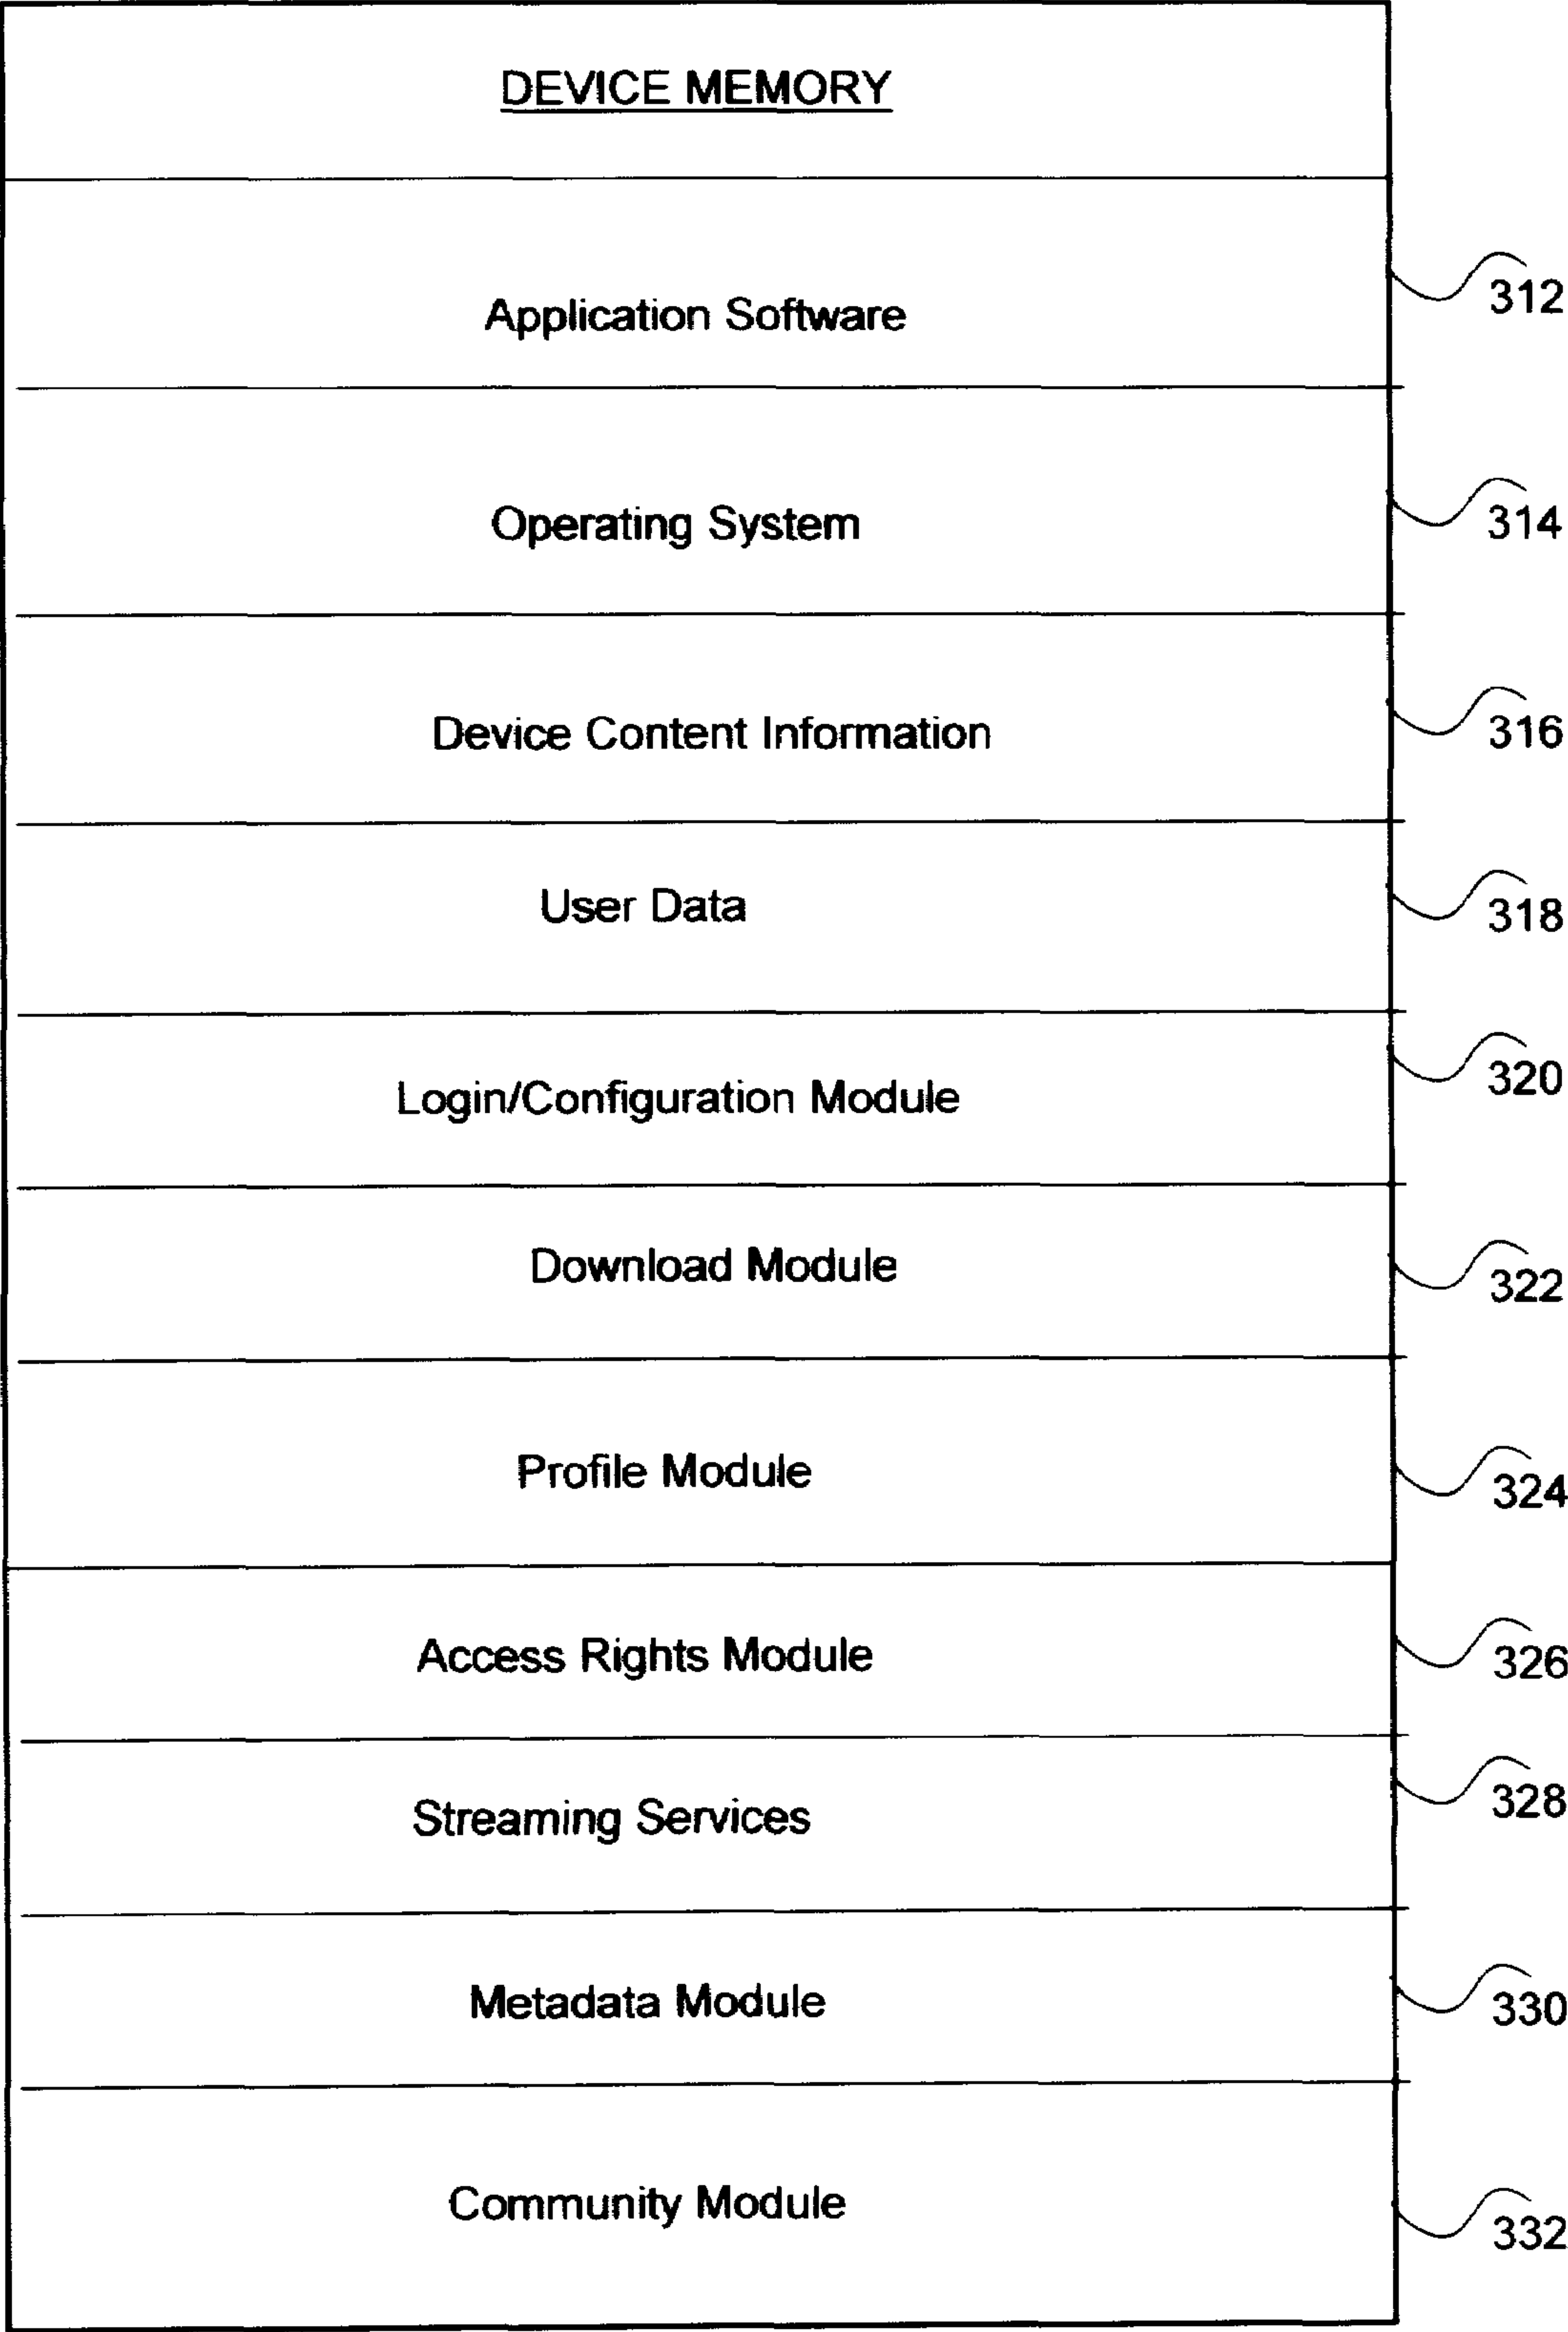 DEVICE MEMORY
Application Software
312
Operating System
314
Device Content Information
316
User Data
318
Login/Configuration Module
320
Download Module
322
Profile Module
324
Access Rights Module
326
Streaming Services
328
Metadata Module
330
Community Module
332